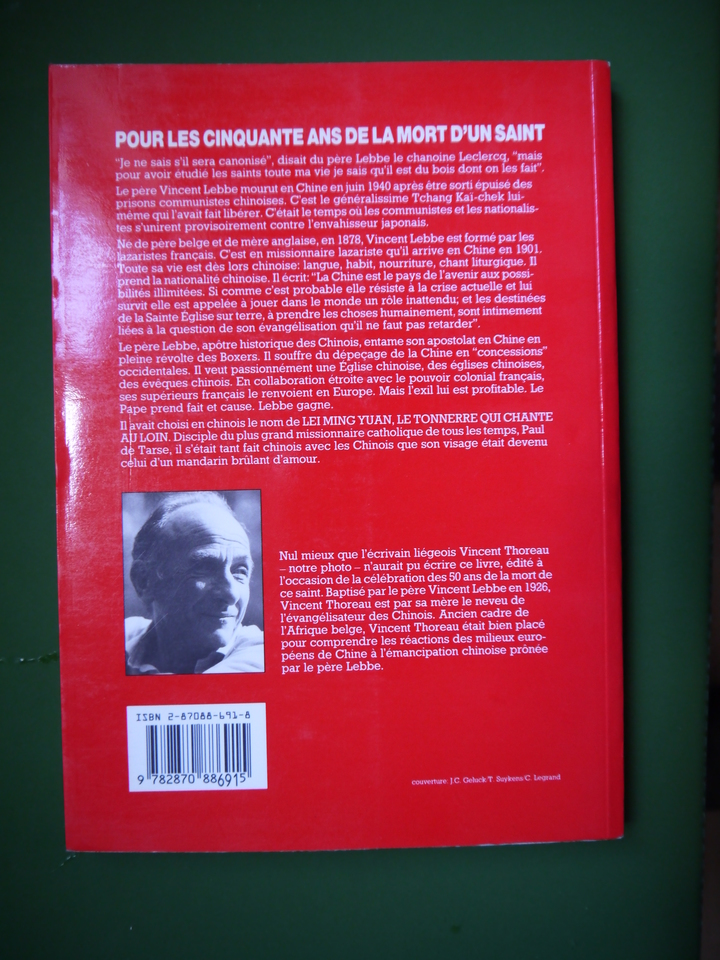 POUR LES CINQUANTE ANS DE LA MORT D'UN SAINT
"Je ne sais s'il sera canonisé", disait du père Lebbe le chanoine Leclercq, "mais
pour avoir étudié les saints toute ma vie je sais qu'il est du bois dont on les fait".
Le père Vincent Lebbe mourut en Chine en juin 1940 après être sorti épuisé des
prisons communistes chinoises. C'est le généralissime Tchang Kaï-chek lui-
même qui l'avait fait libérer. C'était le temps où les communistes et les nationalis-
tes s'unirent provisoirement contre l'envahisseur japonais.
Né de père belge et de mère anglaise, en 1878, Vincent Lebbe est formé par les
lazaristes français. C'est en missionnaire lazariste qu'il arrive en Chine en 1901.
Toute sa vie est dès lors chinoise: langue, habit, nourriture, chant liturgique. Il
prend la nationalité chinoise. Il écrit: "La Chine est le pays de l'avenir aux possi-
bilités illimitées. Si comme c'est probable elle résiste à la crise actuelle et lui
survit elle est appelée à jouer dans le monde un rôle inattendu; et les destinées
de la Sainte Église sur terre, à prendre les choses humainement, sont intimement
liées à la question de son évangélisation qu'il ne faut pas retarder".
Le père Lebbe, apôtre historique des Chinois, entame son apostolat en Chine en
pleine révolte des Boxers. Il souffre du dépeçage de la Chine en "concessions"
occidentales. Il veut passionnément une Église chinoise, des églises chinoises,
des évêques chinois. En collaboration étroite avec le pouvoir colonial français,
ses supérieurs français le renvoient en Europe. Mais l'exil lui est profitable. Le
Pape prend fait et cause. Lebbe gagne.
Il avait choisi en chinois le nom de LEI MING YUAN, LE TONNERRE QUI CHANTE
AU LOIN. Disciple du plus grand missionnaire catholique de tous les temps, Paul
de Tarse, il s'était tant fait chinois avec les Chinois que son visage était devenu
celui d'un mandarin brûlant d'amour.
Nul mieux que l'écrivain liégeois Vincent Thoreau
– notre photo – n'aurait pu écrire ce livre, édité à
l'occasion de la célébration des 50 ans de la mort de
ce saint. Baptisé par le père Vincent Lebbe en 1926,
Vincent Thoreau est par sa mère le neveu de
l'évangélisateur des Chinois. Ancien cadre de
l'Afrique belge, Vincent Thoreau était bien placé
pour comprendre les réactions des milieux euro-
péens de Chine à l'émancipation chinoise prônée
par le père Lebbe.
ISBN 2-87088-691-8
9 782870 886915
couverture: J.C. Geluck/T. Suykens/C. Legrand